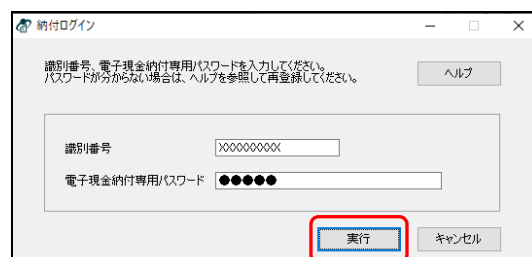 納付ログイン
識別番号、電子現金納付専用パスワードを入力してください。
パスワードが分からない場合は、ヘルプを参照して再登録してください。
ヘルプ
識別番号 XXXXXXXXX
電子現金納付専用パスワード ●●●●●
実行 キャンセル